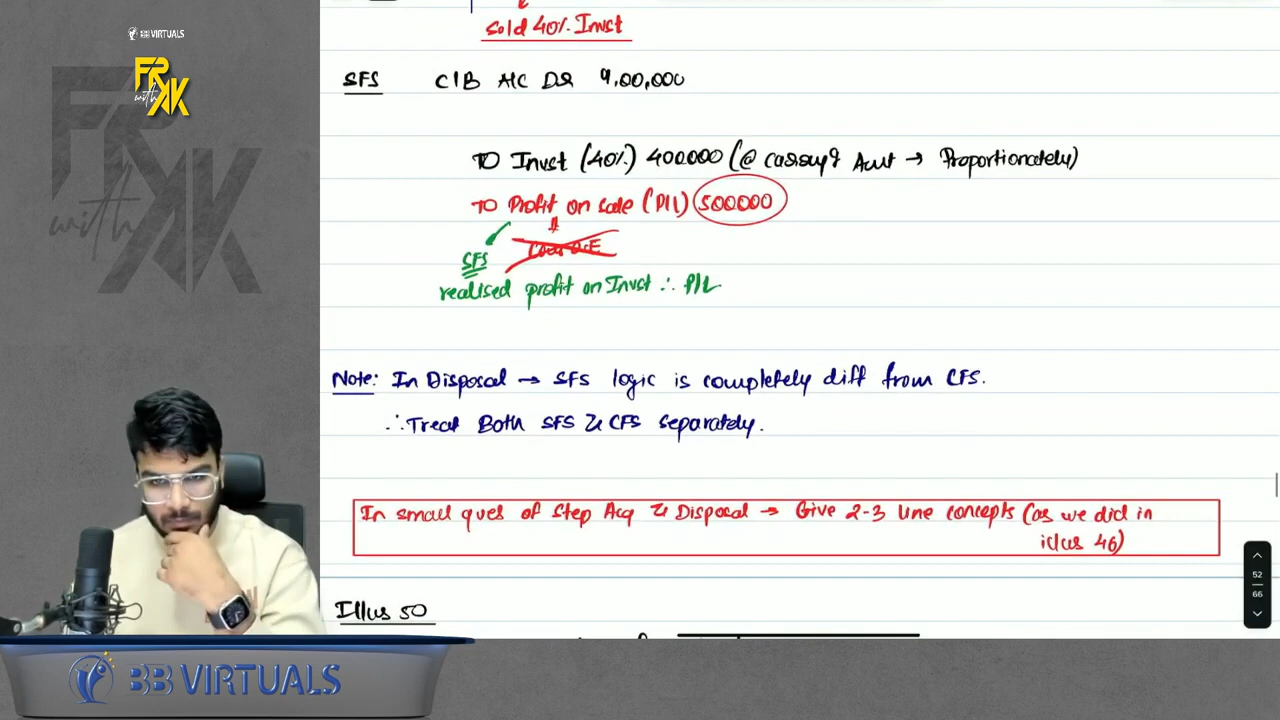 BB VIRTUALS
FR
with
AK
Sold 40% Invst
SFS C/B A/C DR 9,00,000
TO Invst (40%) 400000 (@ carryg Amt → Proportionately)
TO Profit on sale (P/L) 500000
SFS
realised profit on Invst ∴ P/L
Note: In Disposal → SFS logic is completely diff from CFS.
∴ Treat Both SFS & CFS separately.
In small ques of Step Acq & Disposal → Give 2-3 line concepts (as we did in
illus 46)
Illus 50
52
66
BB VIRTUALS